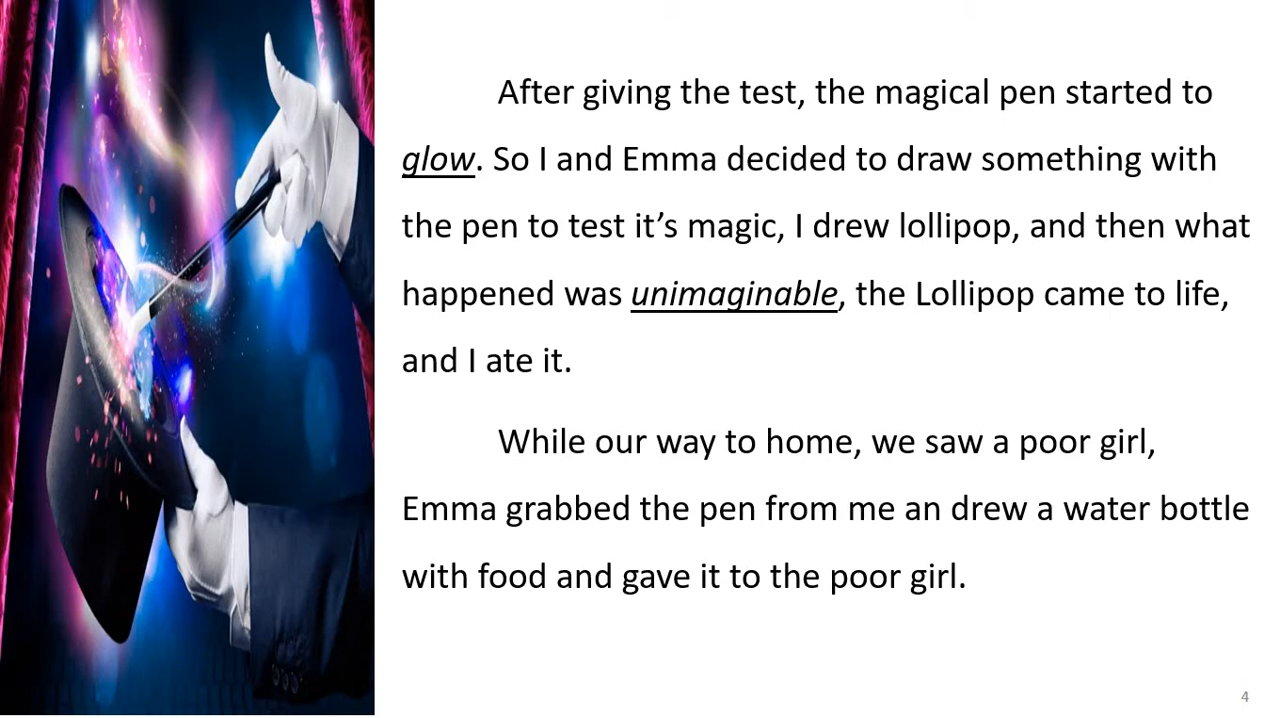 After giving the test, the magical pen started to
glow. So I and Emma decided to draw something with
the pen to test it’s magic, I drew lollipop, and then what
happened was unimaginable, the Lollipop came to life,
and I ate it.
While our way to home, we saw a poor girl,
Emma grabbed the pen from me an drew a water bottle
with food and gave it to the poor girl.
4